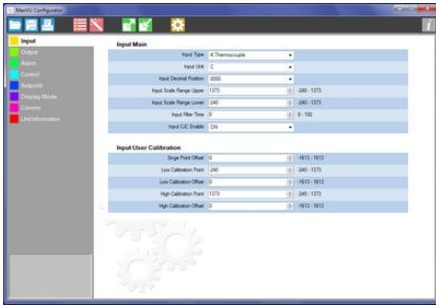 MaxVU Configurator
Input
Output
Alarm
Control
Setpoint
Display Mode
Comms
Unit Information
Input Main
Input Type K Thermocouple
Input Unit C
Input Decimal Position 0000
Input Scale Range Upper 1373 -240 - 1373
Input Scale Range Lower -240 -240 - 1373
Input Filter Time 0 0 - 100
Input CJC Enable ON
Input User Calibration
Single Point Offset 0 -1613 - 1613
Low Calibration Point -240 -240 - 1373
Low Calibration Offset 0 -1613 - 1613
High Calibration Point 1373 -240 - 1373
High Calibration Offset 0 -1613 - 1613